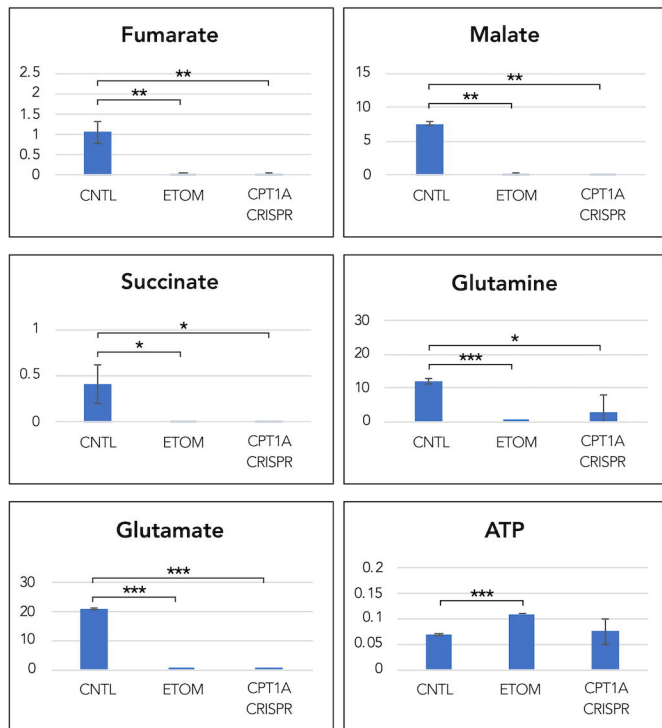 Fumarate
2.5
**
2
**
1.5
1
0.5
0
CNTL ETOM CPT1A
CRISPR
Malate
15
**
10
**
5
0
CNTL ETOM CPT1A
CRISPR
Succinate
1
*
*
0.5
0
CNTL ETOM CPT1A
CRISPR
Glutamine
30
*
20
***
10
0
CNTL ETOM CPT1A
CRISPR
Glutamate
***
30
***
20
10
0
CNTL ETOM CPT1A
CRISPR
ATP
0.2
0.15
***
0.1
0.05
0
CNTL ETOM CPT1A
CRISPR